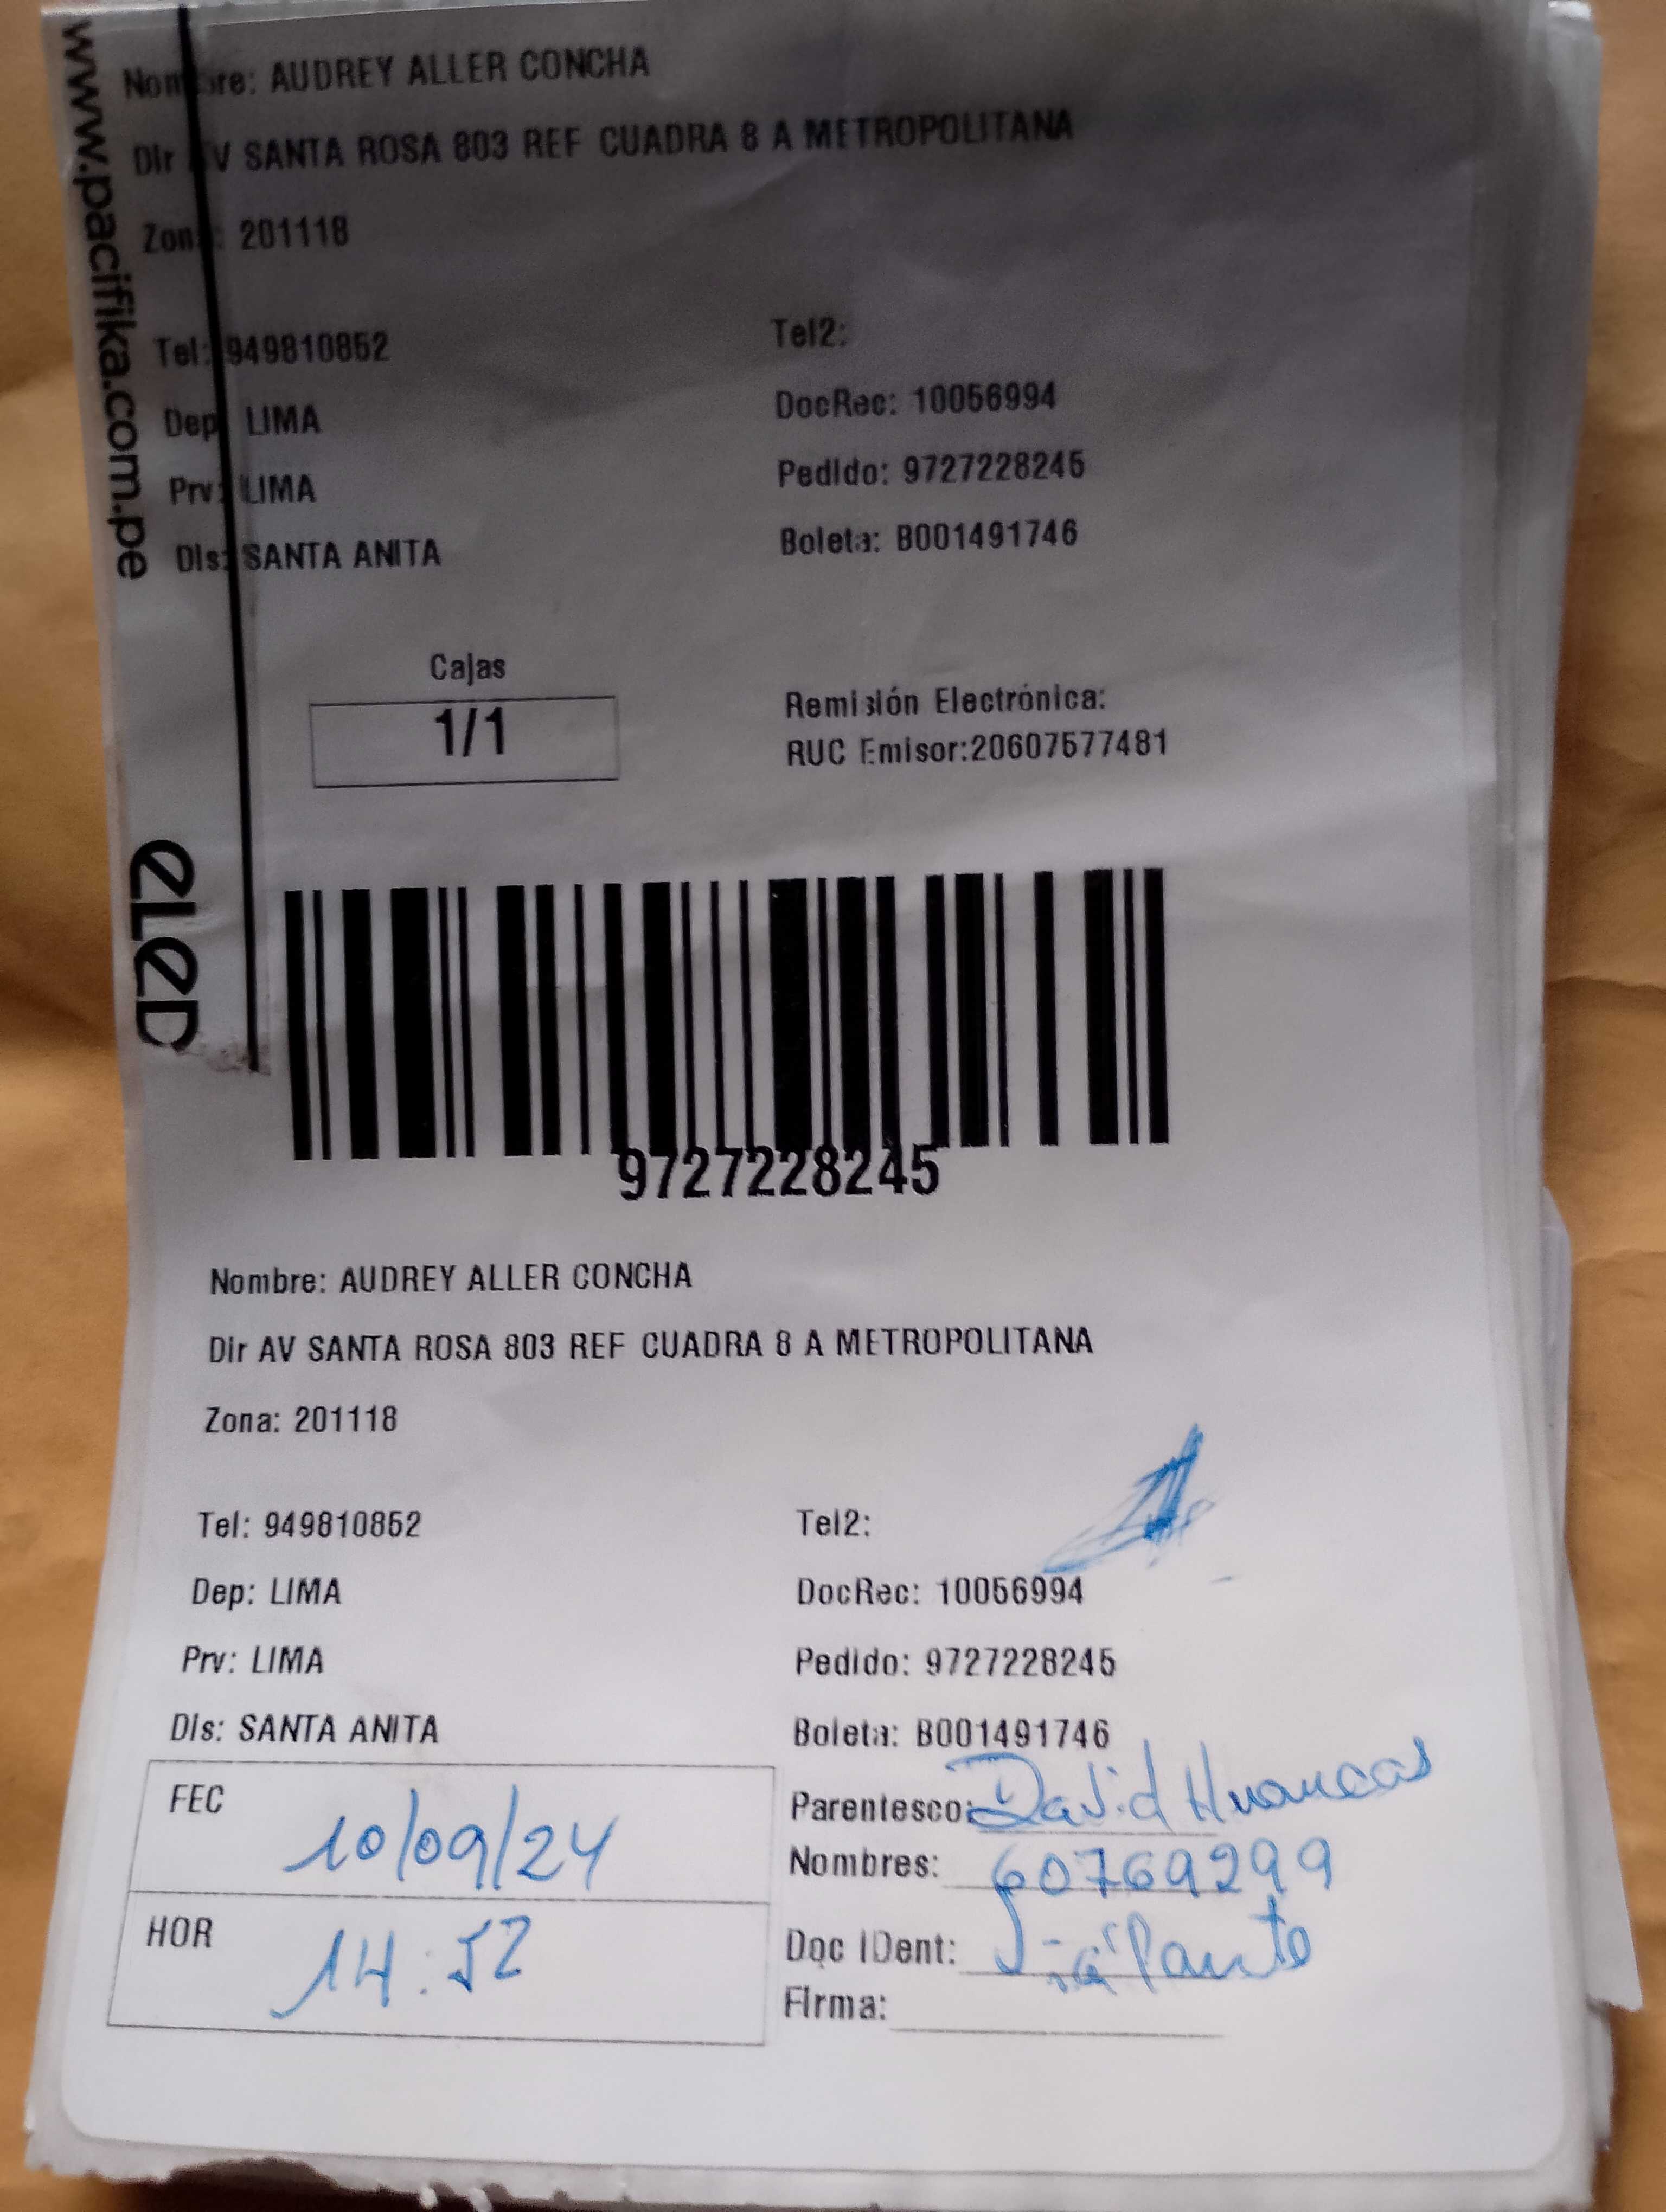 www.pacifika.com.pe
Nombre: AUDREY ALLER CONCHA
Dir AV SANTA ROSA 803 REF CUADRA 8 A METROPOLITANA
Zona: 201118
Tel: 949810852
Tel2:
Dep: LIMA
DocRec: 10056994
Prv: LIMA
Pedido: 9727228245
Dis: SANTA ANITA
Boleta: B001491746
Cajas
1/1
Remisión Electrónica:
RUC Emisor:20607577481
eLeD
9727228245
Nombre: AUDREY ALLER CONCHA
Dir AV SANTA ROSA 803 REF CUADRA 8 A METROPOLITANA
Zona: 201118
Tel: 949810852
Tel2:
Dep: LIMA
DocRec: 10056994
Prv: LIMA
Pedido: 9727228245
Dis: SANTA ANITA
Boleta: B001491746
FEC 10/09/24
HOR 14:52
Parentesco: David Huancas
Nombres: 60769299
Doc IDent: Vigilante
Firma: